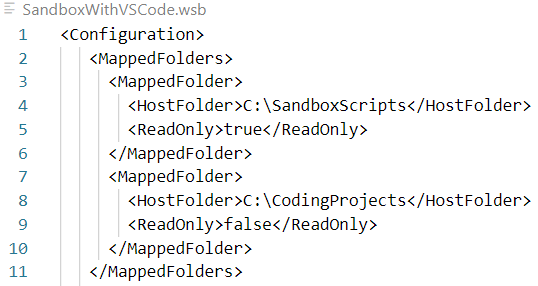 SandboxWithVSCode.wsb
1 <Configuration>
2 <MappedFolders>
3 <MappedFolder>
4 <HostFolder>C:\SandboxScripts</HostFolder>
5 <ReadOnly>true</ReadOnly>
6 </MappedFolder>
7 <MappedFolder>
8 <HostFolder>C:\CodingProjects</HostFolder>
9 <ReadOnly>false</ReadOnly>
10 </MappedFolder>
11 </MappedFolders>